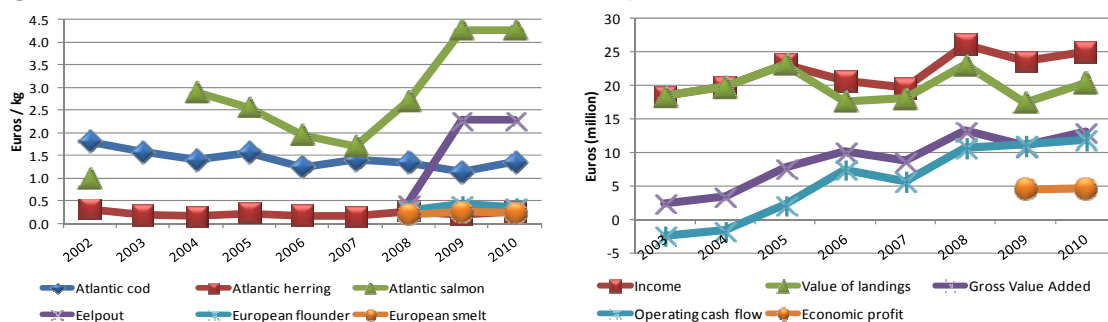 4.5
4.0
3.5
3.0
2.5
2.0
1.5
1.0
0.5
0.0
Euros / kg
2002 2003 2004 2005 2006 2007 2008 2009 2010
Atlantic cod Atlantic herring Atlantic salmon
Eelpout European flounder European smelt
30
25
20
15
10
5
0
-5
Euros (million)
2003 2004 2005 2006 2007 2008 2009 2010
Income Value of landings Gross Value Added
Operating cash flow Economic profit